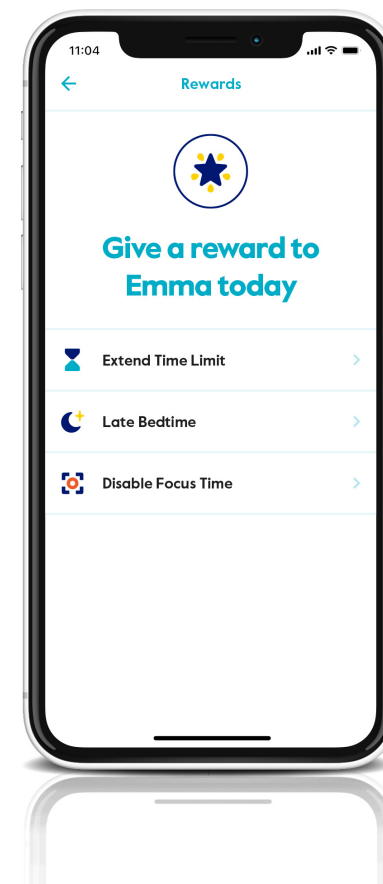 11:04
Rewards
Give a reward to
Emma today
Extend Time Limit
Late Bedtime
Disable Focus Time